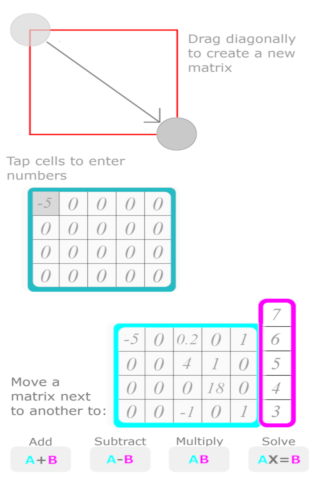 Drag diagonally
to create a new
matrix
Tap cells to enter
numbers
-5 0 0 0 0
0 0 0 0 0
0 0 0 0 0
0 0 0 0 0
7
-5 0 0.2 0 1 6
0 0 4 1 0 5
0 0 0 18 0 4
0 0 -1 0 1 3
Move a
matrix next
to another to:
Add Subtract Multiply Solve
A+B A-B AB AX=B